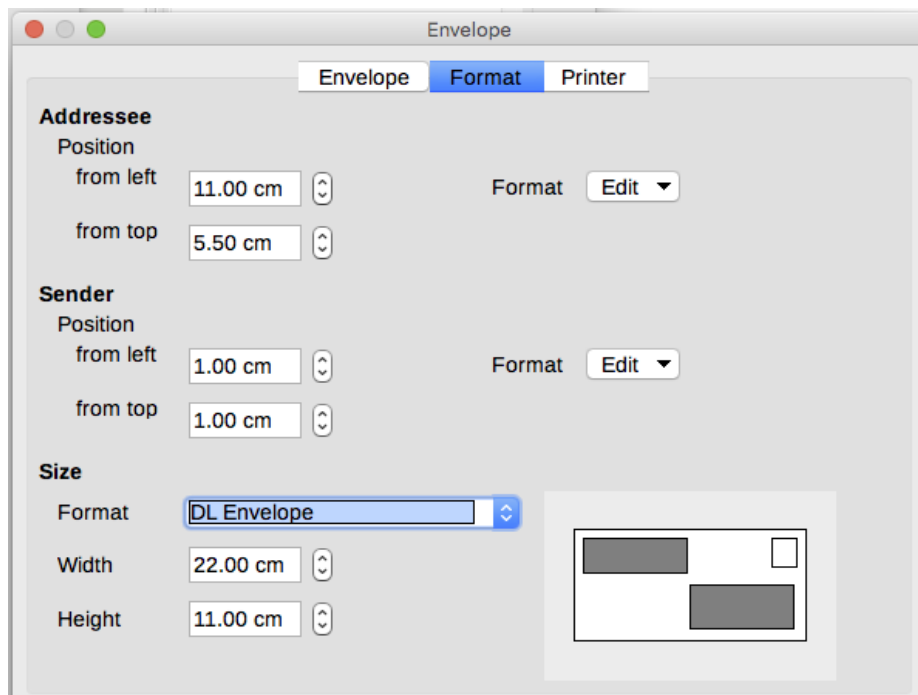 Envelope
Envelope Format Printer
Addressee
Position
from left 11.00 cm Format Edit
from top 5.50 cm
Sender
Position
from left 1.00 cm Format Edit
from top 1.00 cm
Size
Format DL Envelope
Width 22.00 cm
Height 11.00 cm